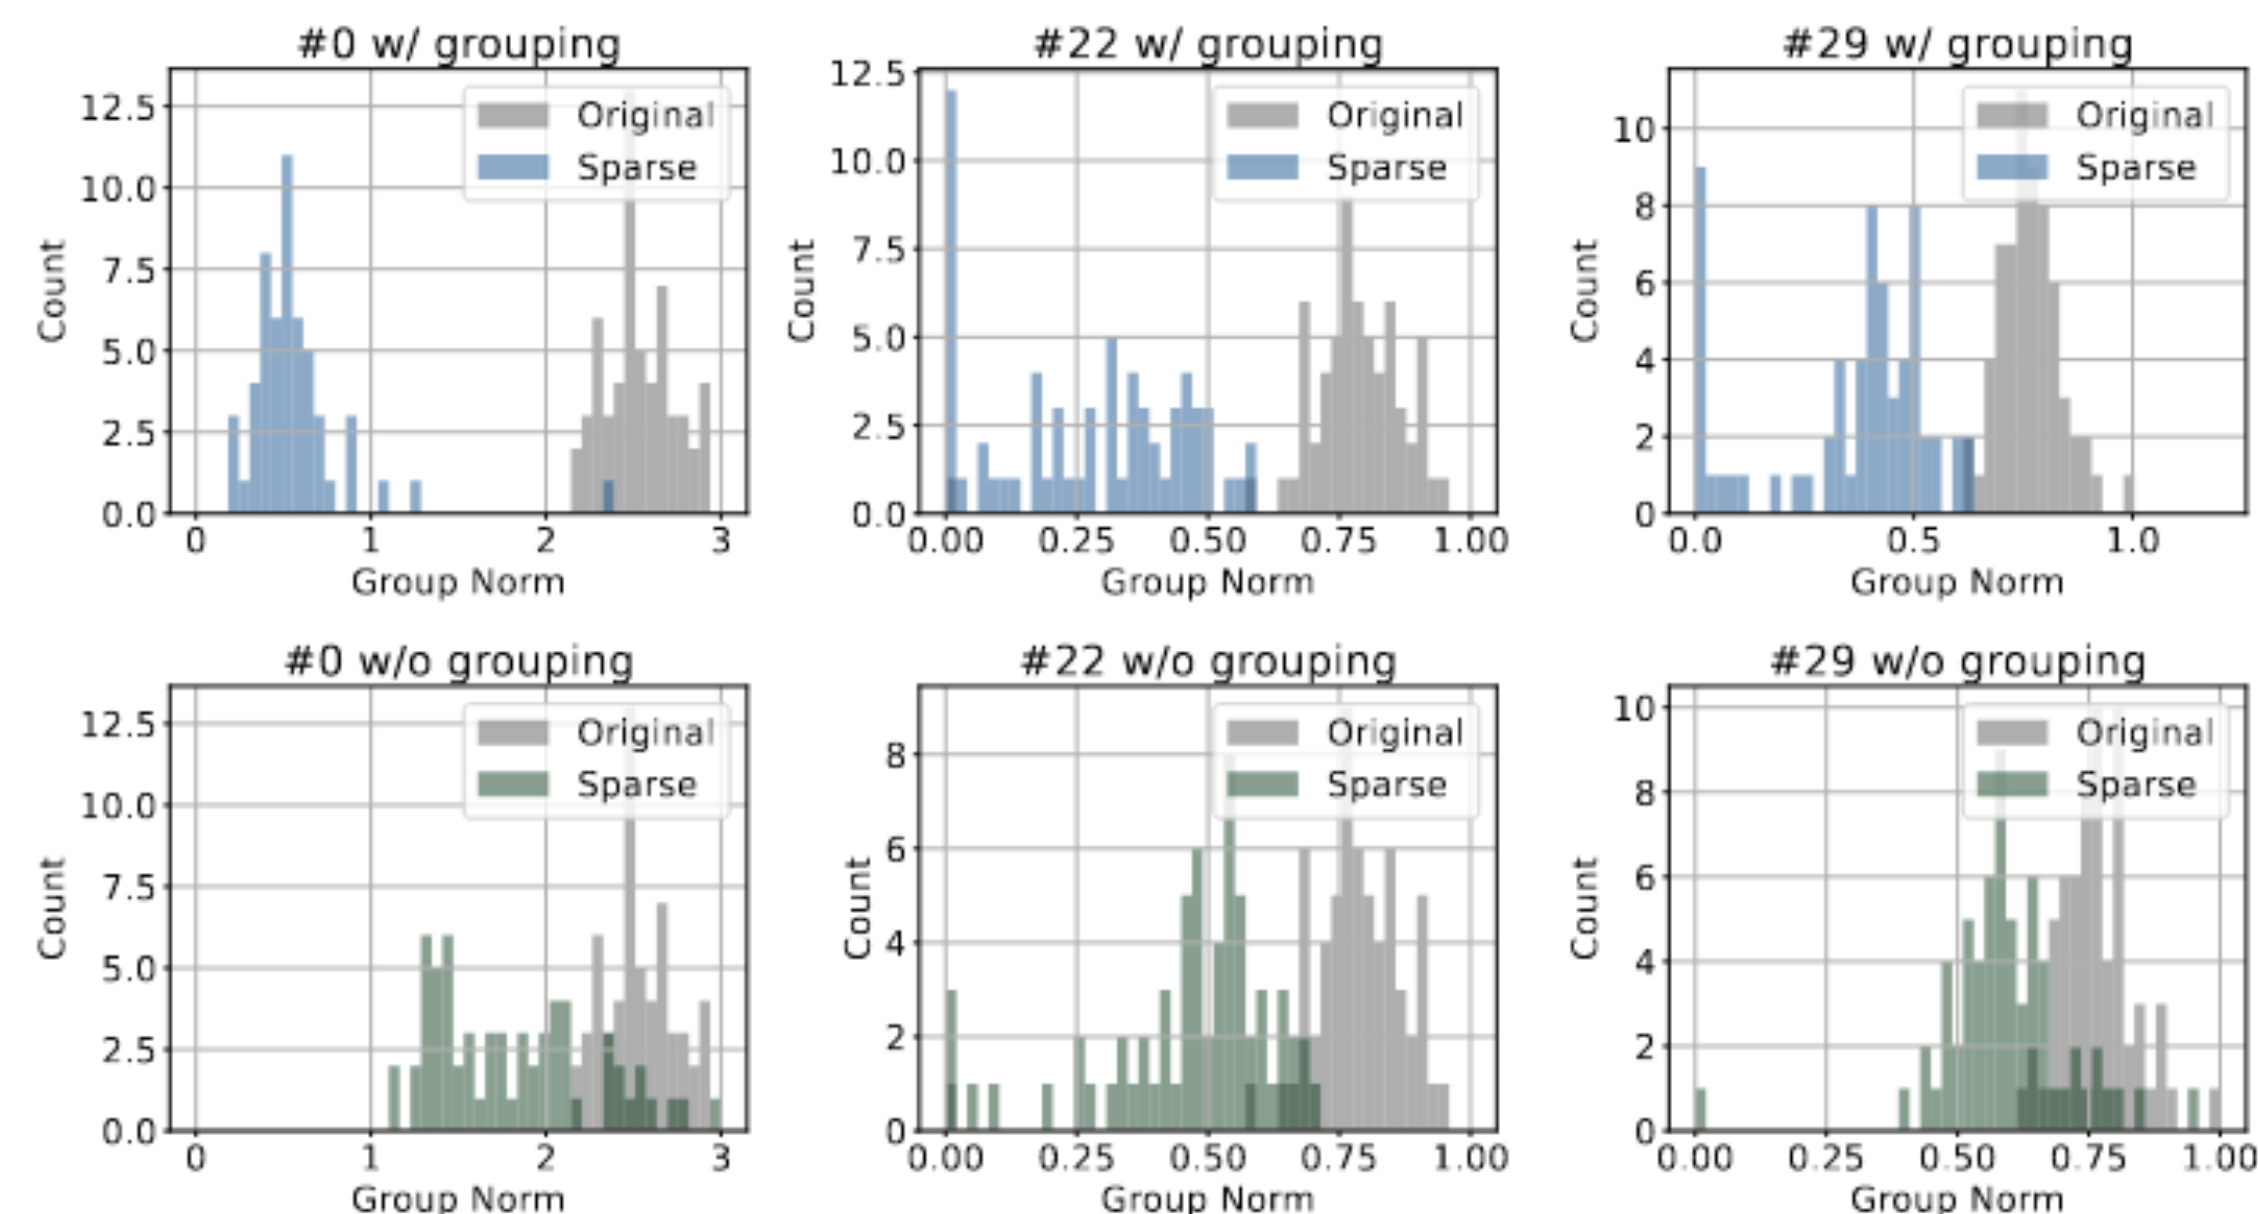 #0 w/ grouping
12.5
10.0
7.5
5.0
2.5
0.0
Count
0 1 2 3
Group Norm
Original
Sparse
#22 w/ grouping
12.5
10.0
7.5
5.0
2.5
0.0
Count
0.00 0.25 0.50 0.75 1.00
Group Norm
Original
Sparse
#29 w/ grouping
10
8
6
4
2
0
Count
0.0 0.5 1.0
Group Norm
Original
Sparse
#0 w/o grouping
12.5
10.0
7.5
5.0
2.5
0.0
Count
0 1 2 3
Group Norm
Original
Sparse
#22 w/o grouping
8
6
4
2
0
Count
0.00 0.25 0.50 0.75 1.00
Group Norm
Original
Sparse
#29 w/o grouping
10
8
6
4
2
0
Count
0.00 0.25 0.50 0.75 1.00
Group Norm
Original
Sparse